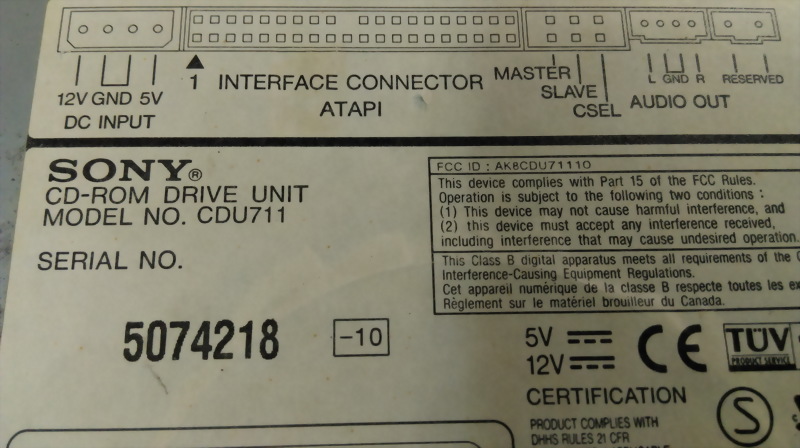 1 INTERFACE CONNECTOR
ATAPI
12V GND 5V
DC INPUT
MASTER
SLAVE
CSEL
L GND R
AUDIO OUT
RESERVED
SONY®
CD-ROM DRIVE UNIT
MODEL NO. CDU711
SERIAL NO.
5074218 -10
FCC ID : AK8CDU71110
This device complies with Part 15 of the FCC Rules.
Operation is subject to the following two conditions :
(1) This device may not cause harmful interference, and
(2) this device must accept any interference received,
including interference that may cause undesired operation.
This Class B digital apparatus meets all requirements of the
Interference-Causing Equipment Regulations.
Cet appareil numérique de la classe B respecte toutes les
Règlement sur le matériel brouilleur du Canada.
5V
12V
CE
TÜV
PRODUCT SERVICE
S
CERTIFICATION
PRODUCT COMPLIES WITH
DHHS RULES 21 CFR